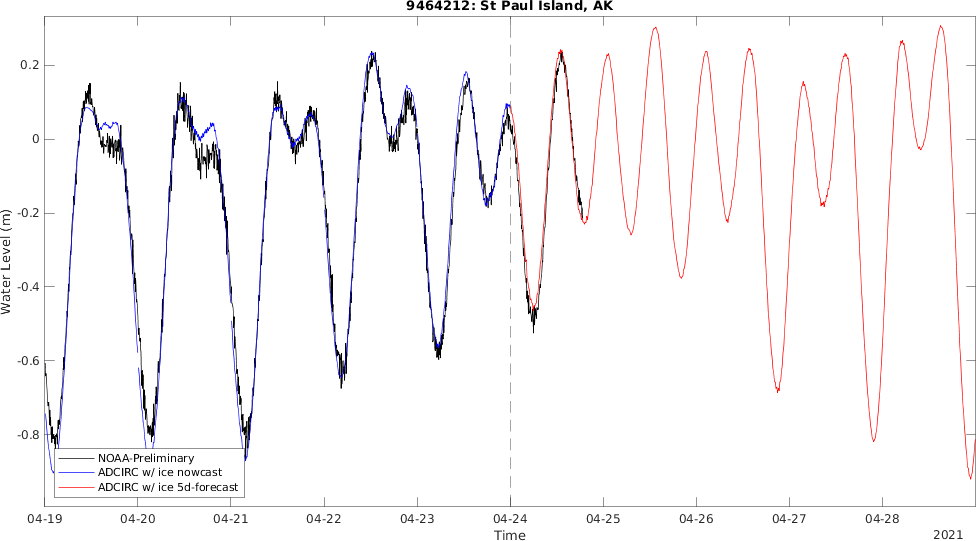 9464212: St Paul Island, AK
Water Level (m)
0.2
0
-0.2
-0.4
-0.6
-0.8
NOAA-Preliminary
ADCIRC w/ ice nowcast
ADCIRC w/ ice 5d-forecast
04-19
04-20
04-21
04-22
04-23
04-24
04-25
04-26
04-27
04-28
Time
2021